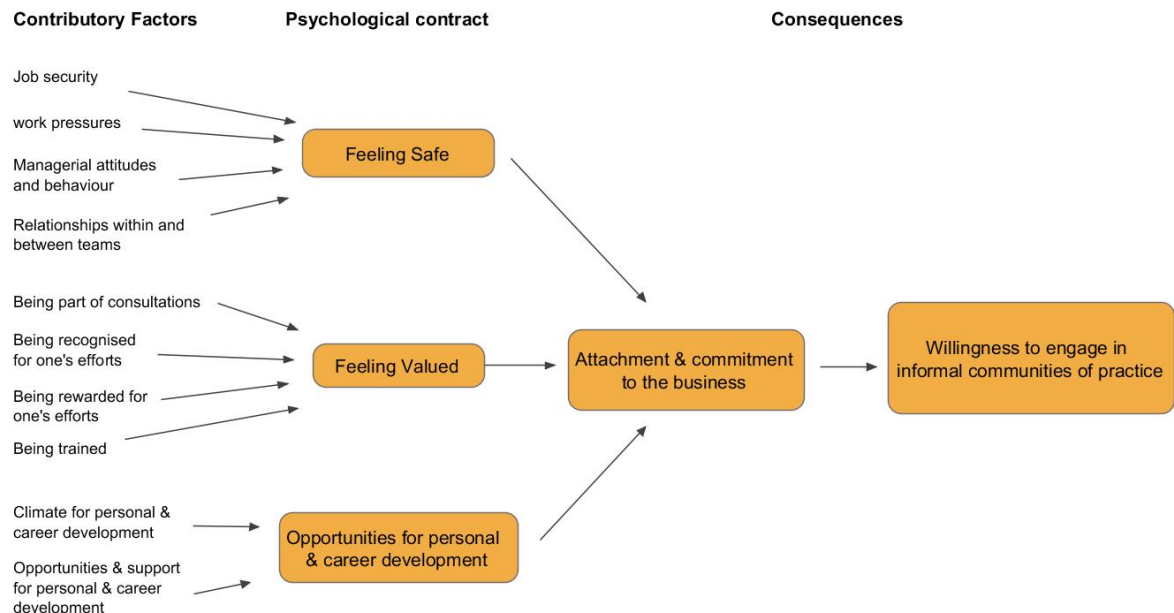 Contributory Factors
Psychological contract
Consequences
Job security
work pressures
Managerial attitudes
and behaviour
Relationships within and
between teams
Feeling Safe
Being part of consultations
Being recognised
for one's efforts
Being rewarded for
one's efforts
Being trained
Feeling Valued
Climate for personal &
career development
Opportunities & support
for personal & career
development
Opportunities for personal
& career development
Attachment & commitment
to the business
Willingness to engage in
informal communities of practice